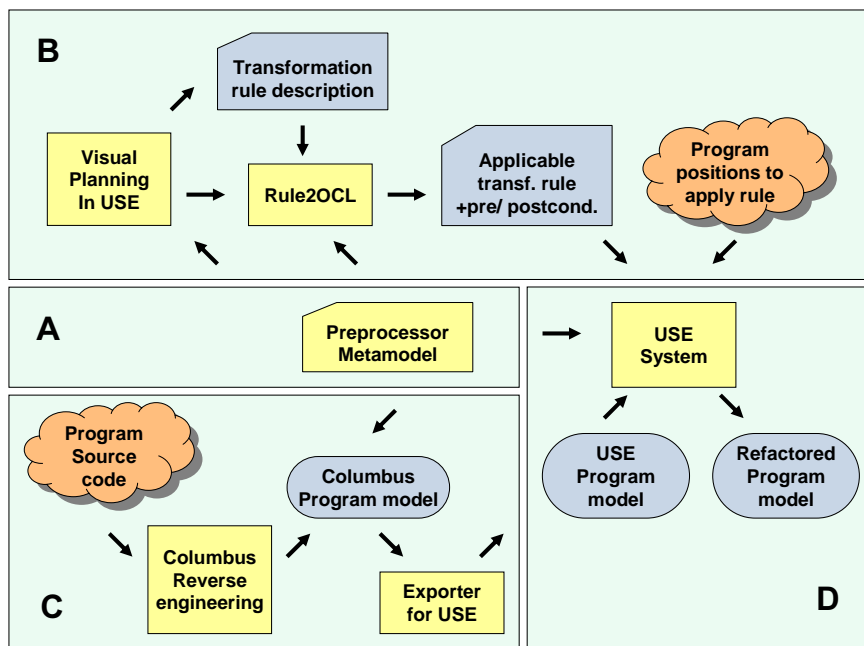 B
Transformation
rule description
Visual
Planning
In USE
Rule2OCL
Applicable
transf. rule
+pre/ postcond.
Program
positions to
apply rule
A
Preprocessor
Metamodel
USE
System
Program
Source
code
Columbus
Program model
USE
Program
model
Refactored
Program
model
Columbus
Reverse
engineering
Exporter
for USE
C
D